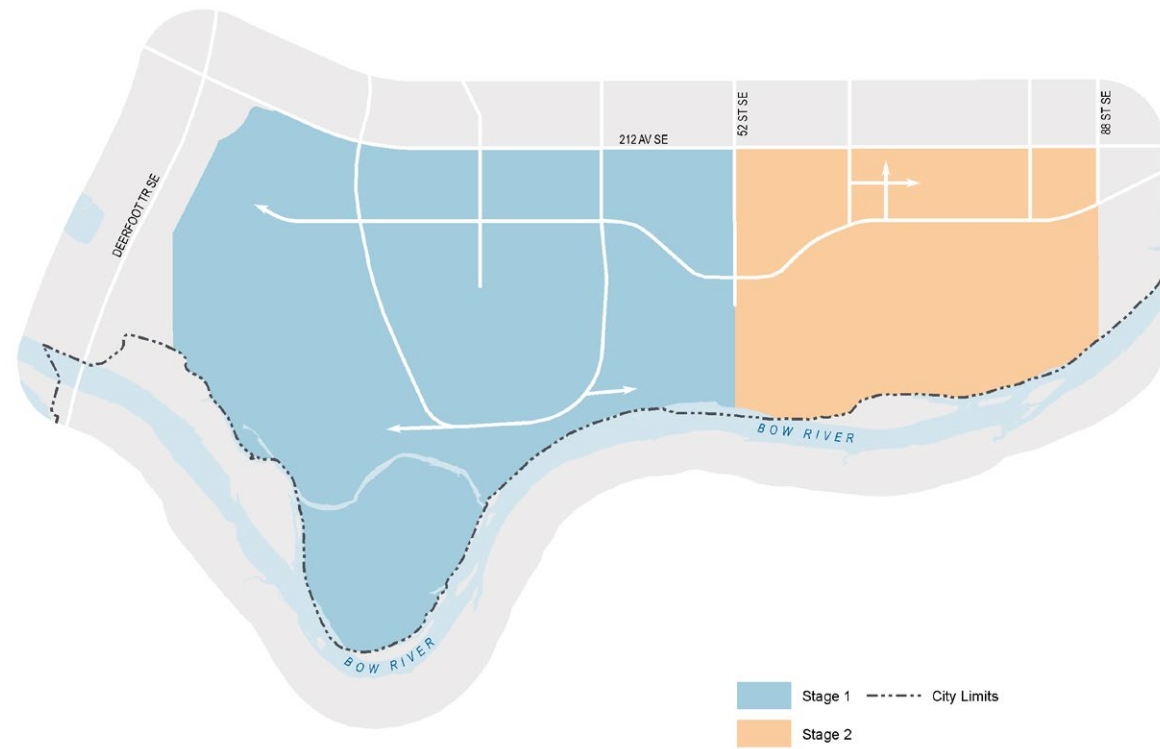 52 ST SE
88 ST SE
212 AV SE
DEERFOOT TR SE
BOW RIVER
BOW RIVER
Stage 1
City Limits
Stage 2